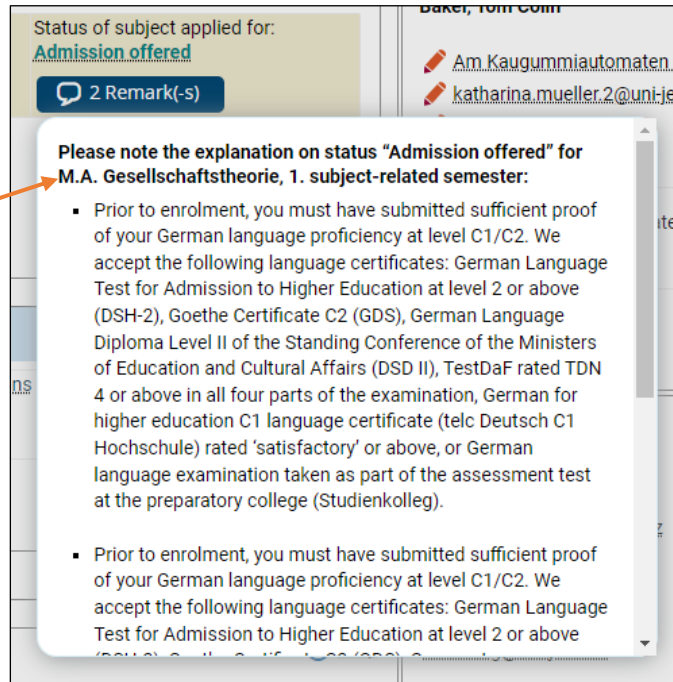 Status of subject applied for:
Admission offered
2 Remark(-s)
Baker, Tom Colin
Am Kaugummiautomaten
katharina.mueller.2@uni-je
Please note the explanation on status “Admission offered” for
M.A. Gesellschaftstheorie, 1. subject-related semester:
▪ Prior to enrolment, you must have submitted sufficient proof
of your German language proficiency at level C1/C2. We
accept the following language certificates: German Language
Test for Admission to Higher Education at level 2 or above
(DSH-2), Goethe Certificate C2 (GDS), German Language
Diploma Level II of the Standing Conference of the Ministers
of Education and Cultural Affairs (DSD II), TestDaF rated TDN
4 or above in all four parts of the examination, German for
higher education C1 language certificate (telc Deutsch C1
Hochschule) rated ‘satisfactory’ or above, or German
language examination taken as part of the assessment test
at the preparatory college (Studienkolleg).
▪ Prior to enrolment, you must have submitted sufficient proof
of your German language proficiency at level C1/C2. We
accept the following language certificates: German Language
Test for Admission to Higher Education at level 2 or above